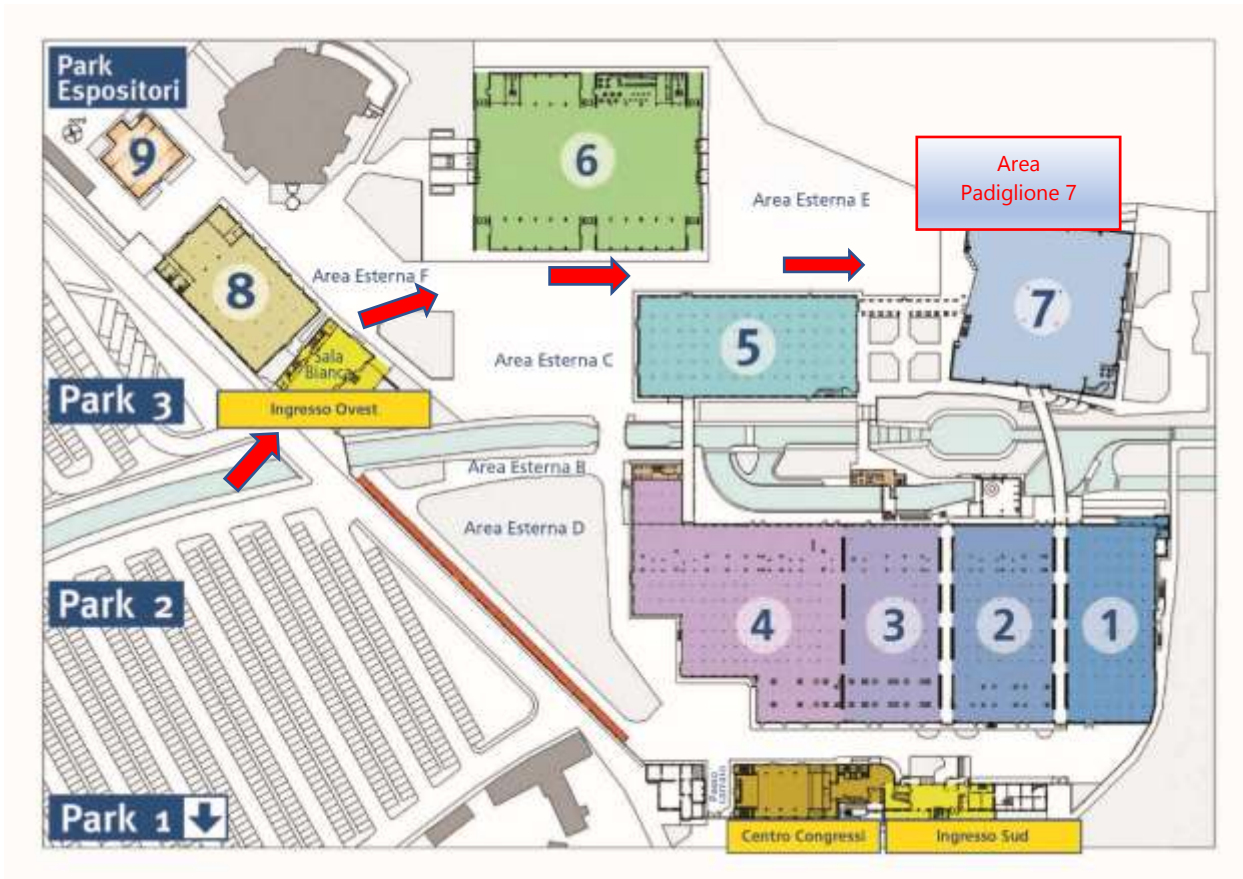 Park
Espositori
9
6
Area
Padiglione 7
Area Esterna E
8
Area Esterna F
7
5
Area Esterna C
Sala
Bianca
Park 3
Ingresso Ovest
Area Esterna B
Area Esterna D
Park 2
4
3
2
1
Passo
carraio
Park 1
Centro Congressi
Ingresso Sud